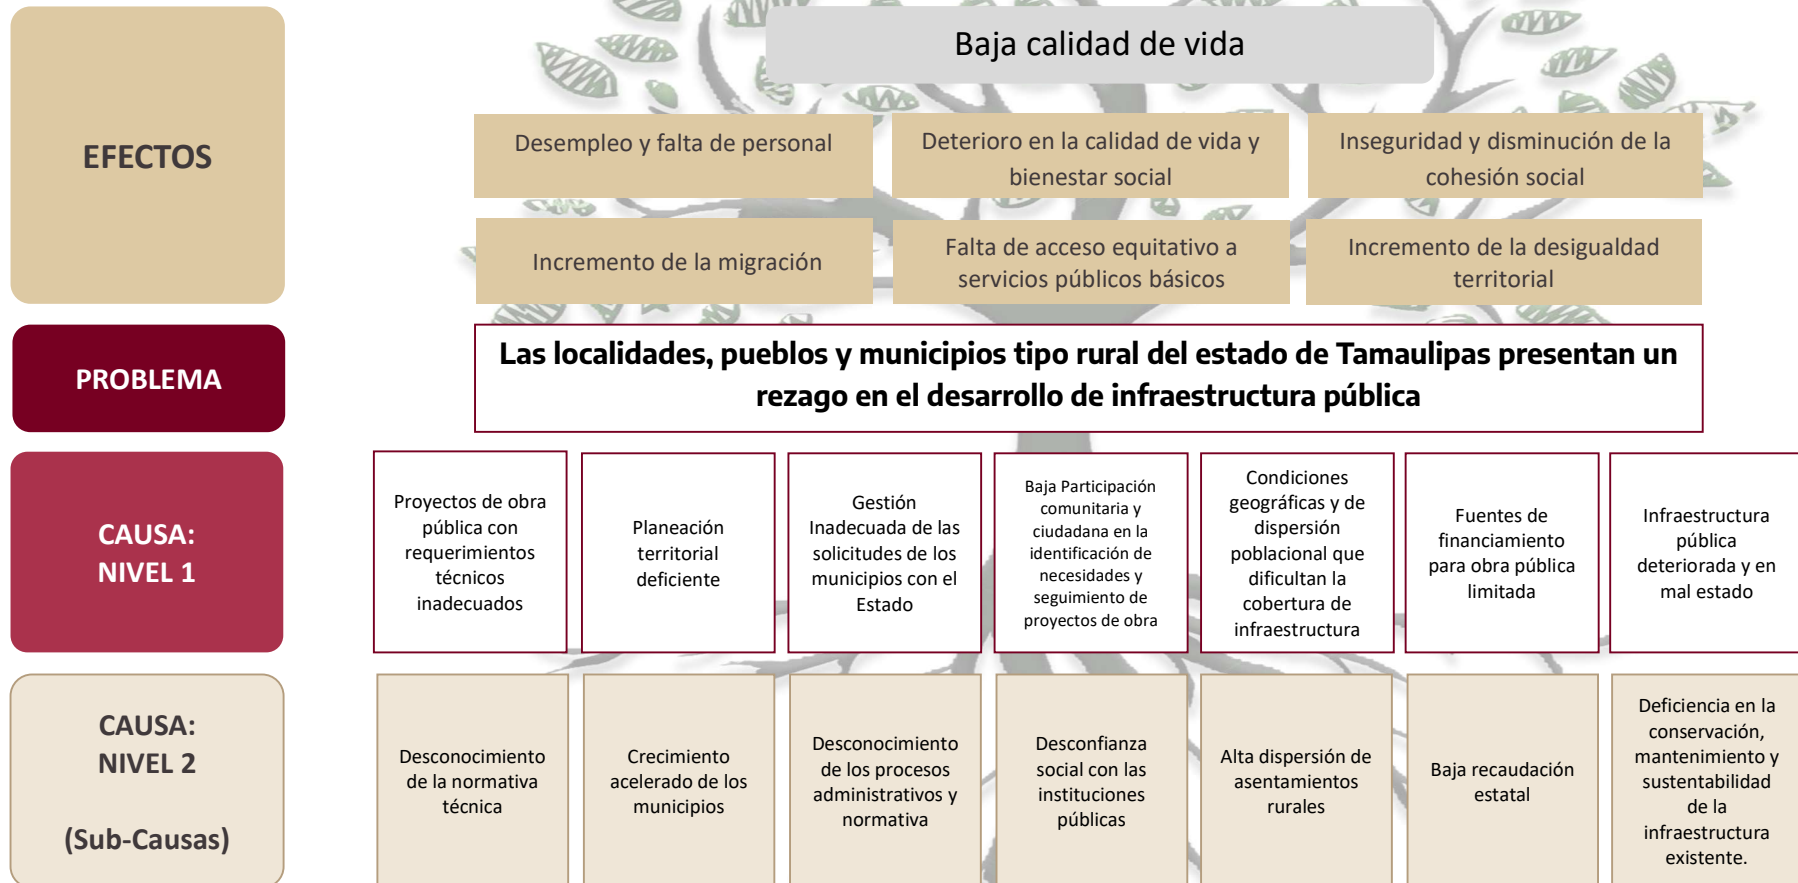 Baja calidad de vida
EFECTOS
Desempleo y falta de personal
Deterioro en la calidad de vida y
bienestar social
Inseguridad y disminución de la
cohesión social
Incremento de la migración
Falta de acceso equitativo a
servicios públicos básicos
Incremento de la desigualdad
territorial
PROBLEMA
Las localidades, pueblos y municipios tipo rural del estado de Tamaulipas presentan un
rezago en el desarrollo de infraestructura pública
CAUSA:
NIVEL 1
Proyectos de obra
pública con
requerimientos
técnicos
inadecuados
Planeación
territorial
deficiente
Gestión
Inadecuada de las
solicitudes de los
municipios con el
Estado
Baja Participación
comunitaria y
ciudadana en la
identificación de
necesidades y
seguimiento de
proyectos de obra
Condiciones
geográficas y de
dispersión
poblacional que
dificultan la
cobertura de
infraestructura
Fuentes de
financiamiento
para obra pública
limitada
Infraestructura
pública
deteriorada y en
mal estado
CAUSA:
NIVEL 2
(Sub-Causas)
Desconocimiento
de la normativa
técnica
Crecimiento
acelerado de los
municipios
Desconocimiento
de los procesos
administrativos y
normativa
Desconfianza
social con las
instituciones
públicas
Alta dispersión de
asentamientos
rurales
Baja recaudación
estatal
Deficiencia en la
conservación,
mantenimiento y
sustentabilidad
de la
infraestructura
existente.